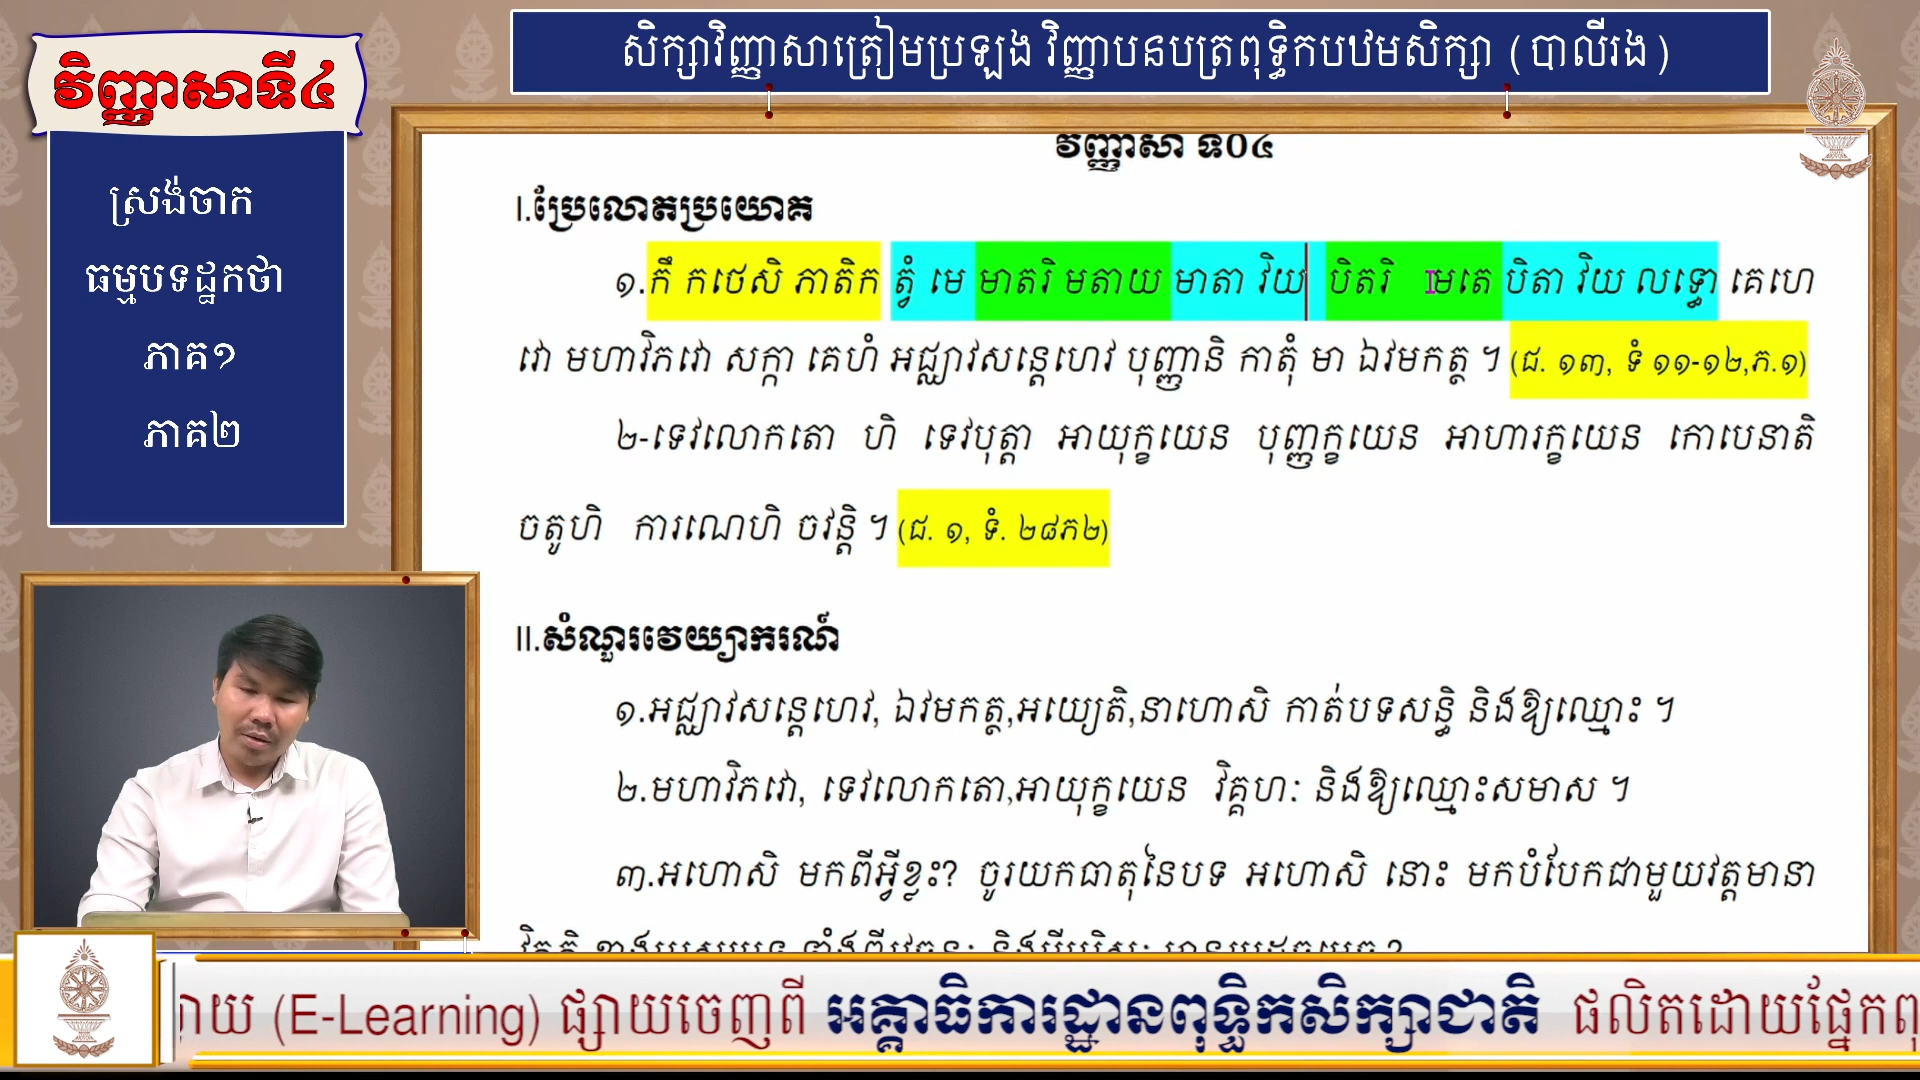 សិក្សាវិញ្ញាសាត្រៀមប្រឡង វិញ្ញាបនបត្រពុទ្ធិកបឋមសិក្សា (បាលីរង)
វិញ្ញាសាទី៤
ស្រង់ចាក
ធម្មបទដ្ឋកថា
ភាគ១
ភាគ២
វិញ្ញាសា ទី០៤
I.ប្រែលោតប្រយោគ
១.កឹ កថេសិ ភាតិក ត្វំ មេ មាតរិ មតាយ មាតា វិយ បិតរិ មតេ បិតា វិយ លទ្ធោ គេហេ
វោ មហាវិភវោ សក្កា គេហំ អជ្ឈាវសន្តេហេវ បុញ្ញានិ កាតុំ មា ឯវមកត្ថ ។ (ជ. ១៣, ទំ ១១-១២,ភ.១)
២-ទេវលោកតោ ហិ ទេវបុត្តា អាយុក្ខយេន បុញ្ញក្ខយេន អាហារក្ខយេន កោបេនាតិ
ចតូហិ ការណេហិ ចវន្តិ ។ (ជ. ១, ទំ. ២៨ភ២)
II.សំណួរវេយ្យាករណ៍
១.អជ្ឈាវសន្តេហេវ, ឯវមកត្ថ,អយ្យេតិ,នាហោសិ កាត់បទសន្ធិ និងឱ្យឈ្មោះ ។
២.មហាវិភវោ, ទេវលោកតោ,អាយុក្ខយេន វិគ្គហៈ និងឱ្យឈ្មោះសមាស ។
៣.អហោសិ មកពីអ្វីខ្លះ? ចូរយកធាតុនៃបទ អហោសិ នោះ មកបំបែកជាមួយវត្តមានា
(E-Learning) ផ្សាយចេញពី អគ្គាធិការដ្ឋានពុទ្ធិកសិក្សាជាតិ ផលិតដោយផ្នែកពុ